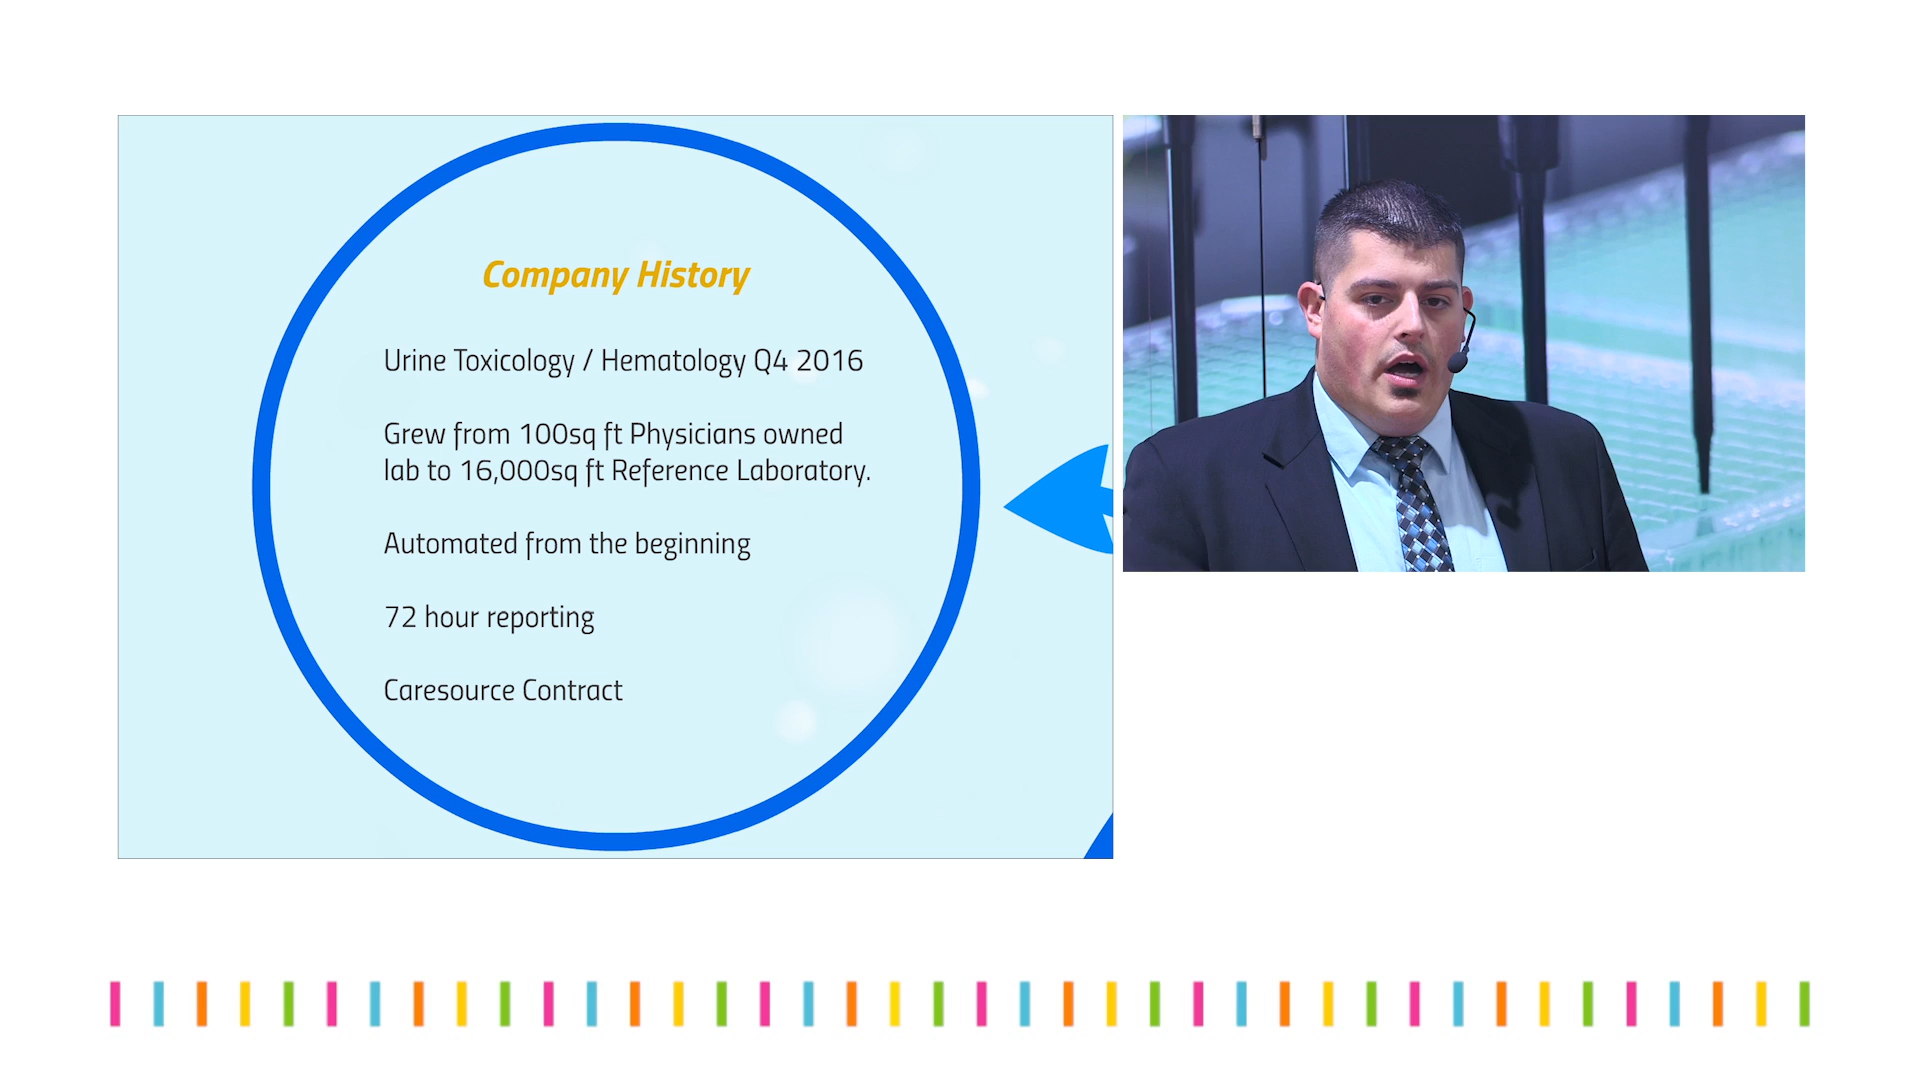 Company History
Urine Toxicology / Hematology Q4 2016
Grew from 100sq ft Physicians owned
lab to 16,000sq ft Reference Laboratory.
Automated from the beginning
72 hour reporting
Caresource Contract